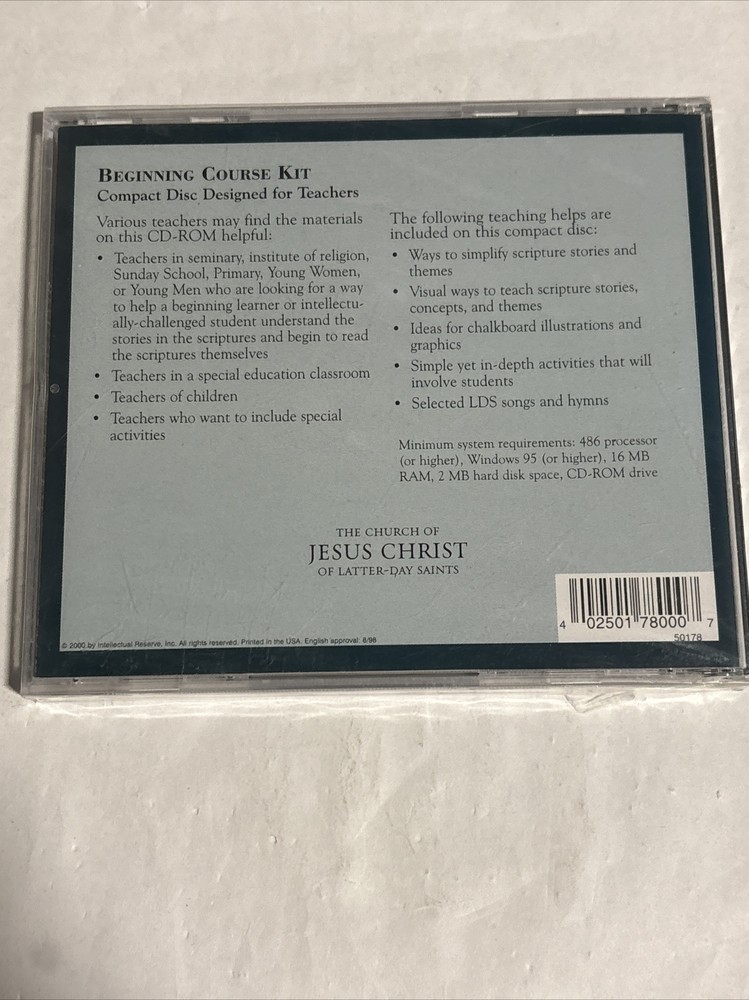 BEGINNING COURSE KIT
Compact Disc Designed for Teachers
Various teachers may find the materials
on this CD-ROM helpful:
• Teachers in seminary, institute of religion,
Sunday School, Primary, Young Women,
or Young Men who are looking for a way
to help a beginning learner or intellectu-
ally-challenged student understand the
stories in the scriptures and begin to read
the scriptures themselves
• Teachers in a special education classroom
• Teachers of children
• Teachers who want to include special
activities
The following teaching helps are
included on this compact disc:
• Ways to simplify scripture stories and
themes
• Visual ways to teach scripture stories,
concepts, and themes
• Ideas for chalkboard illustrations and
graphics
• Simple yet in-depth activities that will
involve students
• Selected LDS songs and hymns
Minimum system requirements: 486 processor
(or higher), Windows 95 (or higher), 16 MB
RAM, 2 MB hard disk space, CD-ROM drive
THE CHURCH OF
JESUS CHRIST
OF LATTER-DAY SAINTS
© 2000 by Intellectual Reserve, Inc. All rights reserved. Printed in the USA. English approval: 8/98
4 02501 78000 7
50178